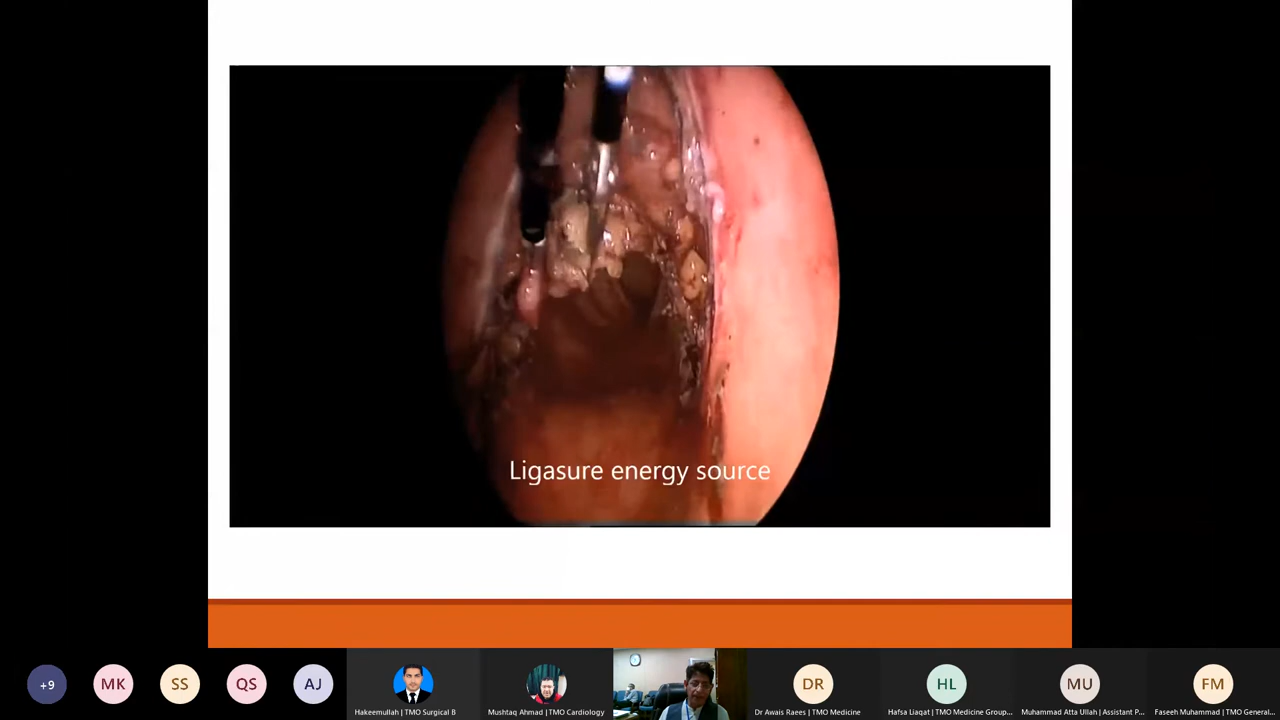 Ligasure energy source
+9
MK
SS
QS
AJ
Hakeemullah | TMO Surgical B
Mushtaq Ahmad | TMO Cardiology
DR
Dr Awais Raees | TMO Medicine
HL
Hafsa Liaqat | TMO Medicine Group...
MU
Muhammad Atta Ullah | Assistant P...
FM
Faseeh Muhammad | TMO General...